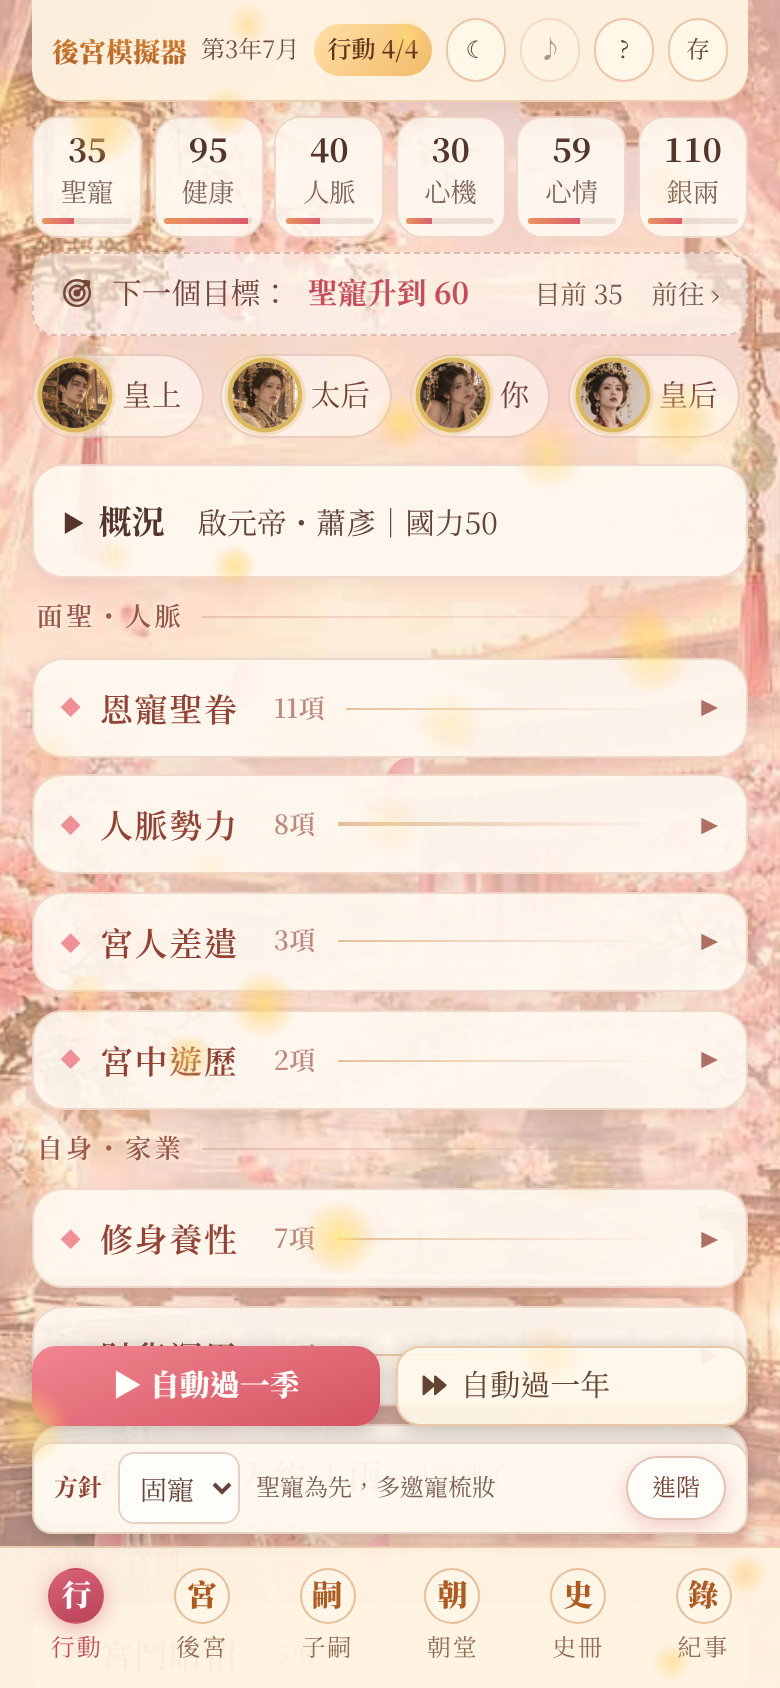 後宮模擬器 第3年7月 行動 4/4 ☾ ♪ ? 存
35 95 40 30 59 110
聖寵 健康 人脈 心機 心情 銀兩
下一個目標： 聖寵升到 60 目前 35 前往 ›
皇上 太后 你 皇后
▶ 概況 啟元帝・蕭彥｜國力50
面聖・人脈
恩寵聖眷 11項 ▶
人脈勢力 8項 ▶
宮人差遣 3項 ▶
宮中遊歷 2項 ▶
自身・家業
修身養性 7項 ▶
▶ 自動過一季 自動過一年
方針 固寵 聖寵為先，多邀寵梳妝 進階
行 宮 嗣 朝 史 錄
行動 後宮 子嗣 朝堂 史冊 紀事